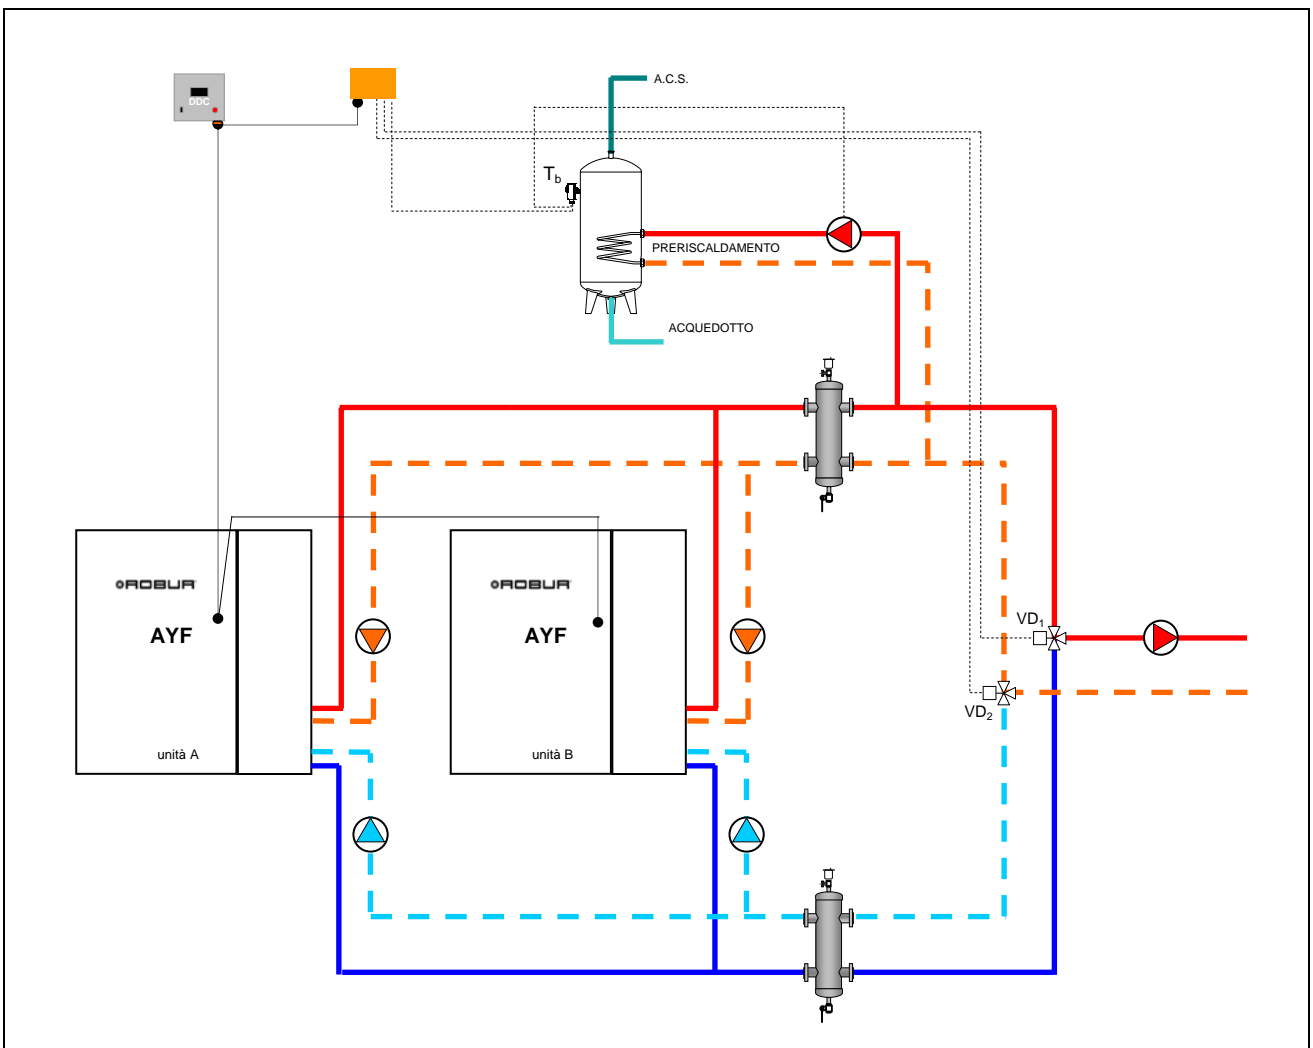 DDC
A.C.S.
Tb
PRERISCALDAMENTO
ACQUEDOTTO
ROBUR
AYF
unità A
ROBUR
AYF
unità B
VD1
VD2